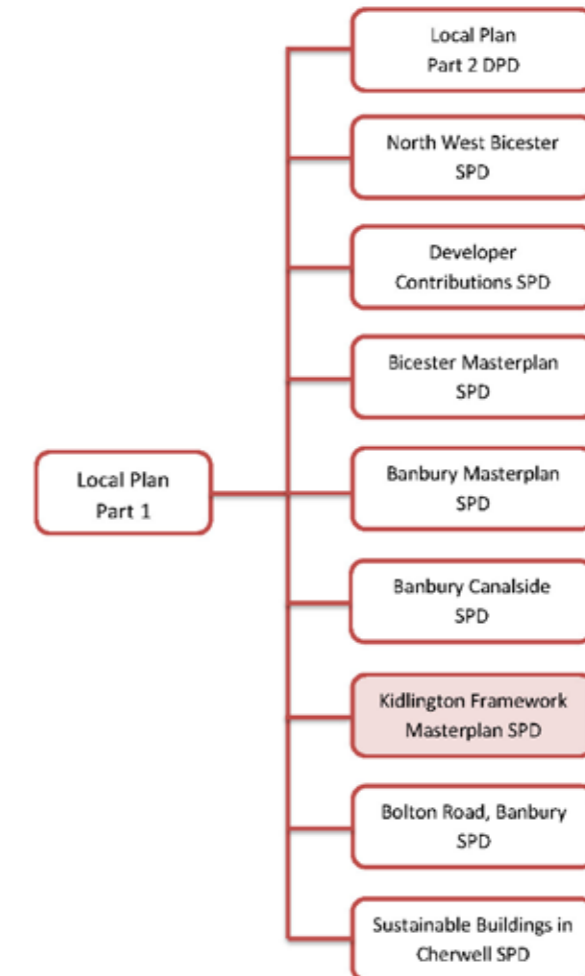 Local Plan
Part 2 DPD
North West Bicester
SPD
Developer
Contributions SPD
Bicester Masterplan
SPD
Local Plan
Part 1
Banbury Masterplan
SPD
Banbury Canalside
SPD
Kidlington Framework
Masterplan SPD
Bolton Road, Banbury
SPD
Sustainable Buildings in
Cherwell SPD